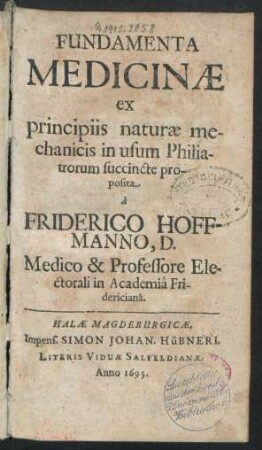 FUNDAMENTA
MEDICINÆ
ex
principiis naturæ me-
chanicis in uſum Philia-
trorum ſuccincte pro-
poſita
à
FRIDERICO HOFF-
MANNO, D.
Medico & Profeſſore Ele-
ctorali in Academiâ Fri-
dericianâ.
HALÆ MAGDEBURGICÆ,
Impenſ. SIMON JOHAN. HüBNERI,
LITERIS VIDUÆ SALFELDIANÆ.
Anno 1695.